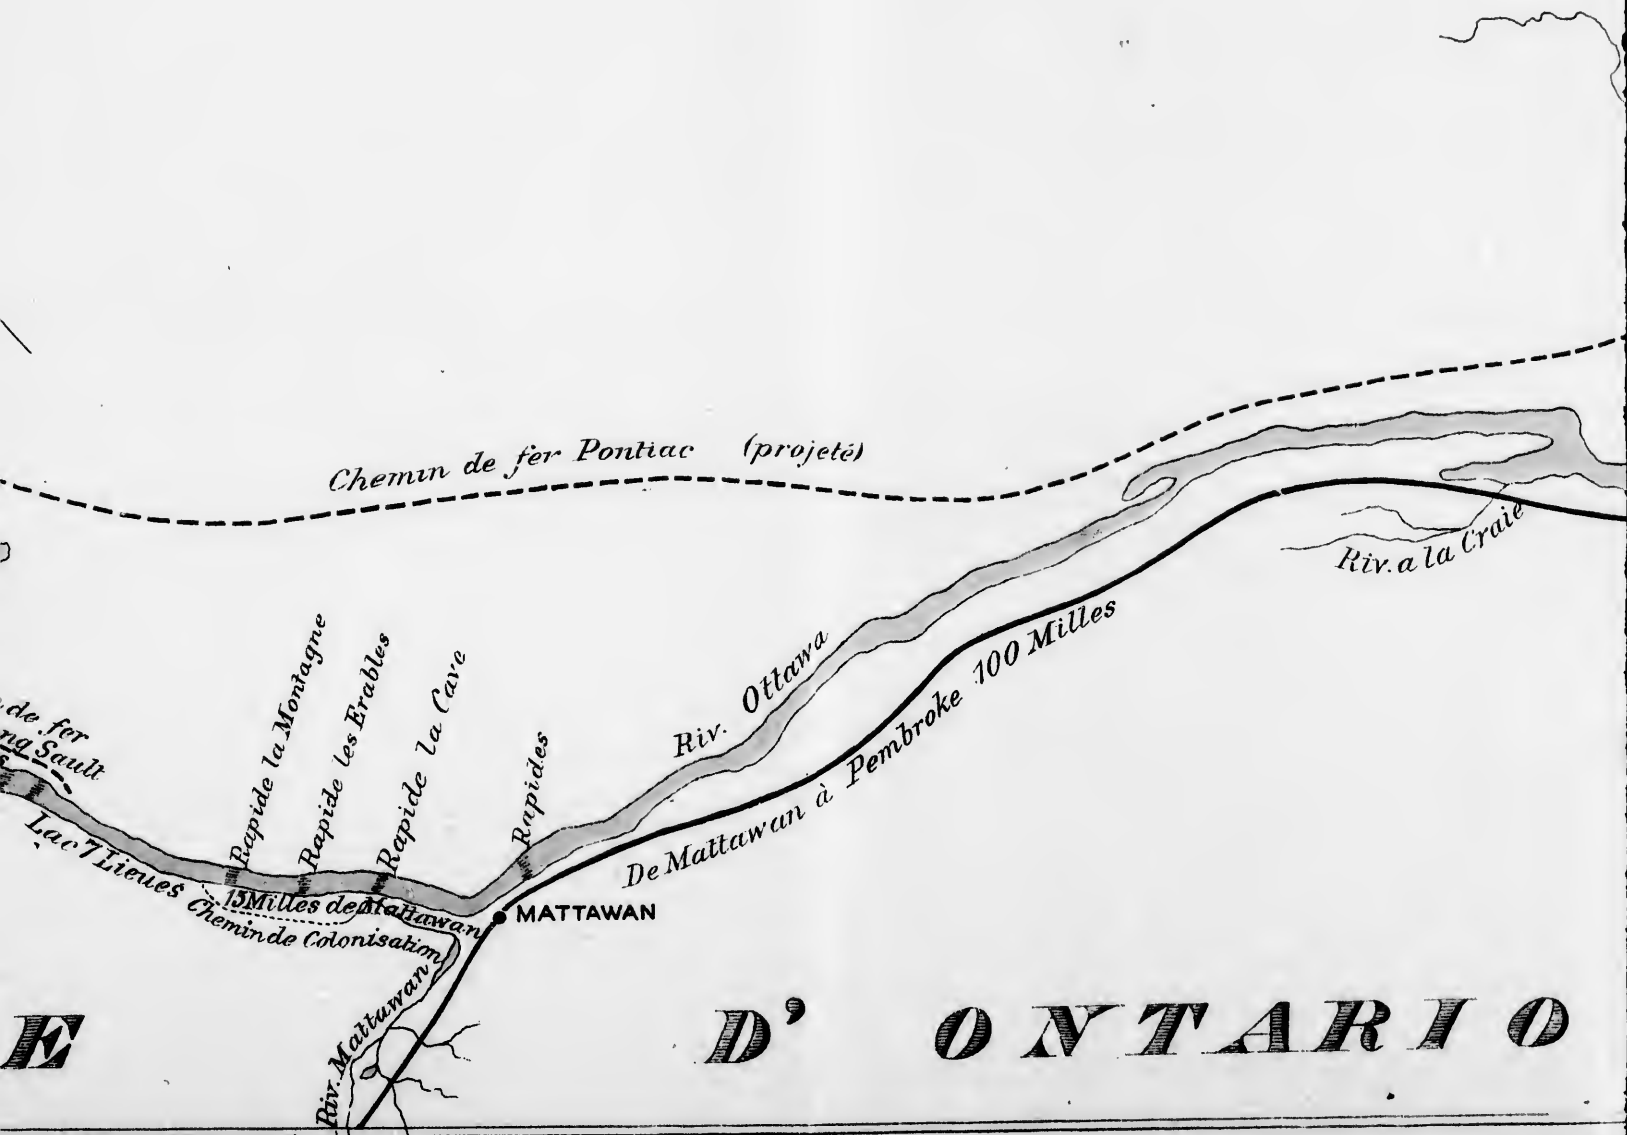 Chemin de fer Pontiac (projeté)
Riv. a la Craie
Riv. Ottawa
De Mattawan à Pembroke 100 Milles
Rapide la Montagne
Rapide les Erables
Rapide la Cave
Rapides
de fer
ng Sault
Lac 7 Lieues
15 Milles de Mattawan
Chemin de Colonisation
MATTAWAN
Riv. Mattawan
E D' ONTARIO